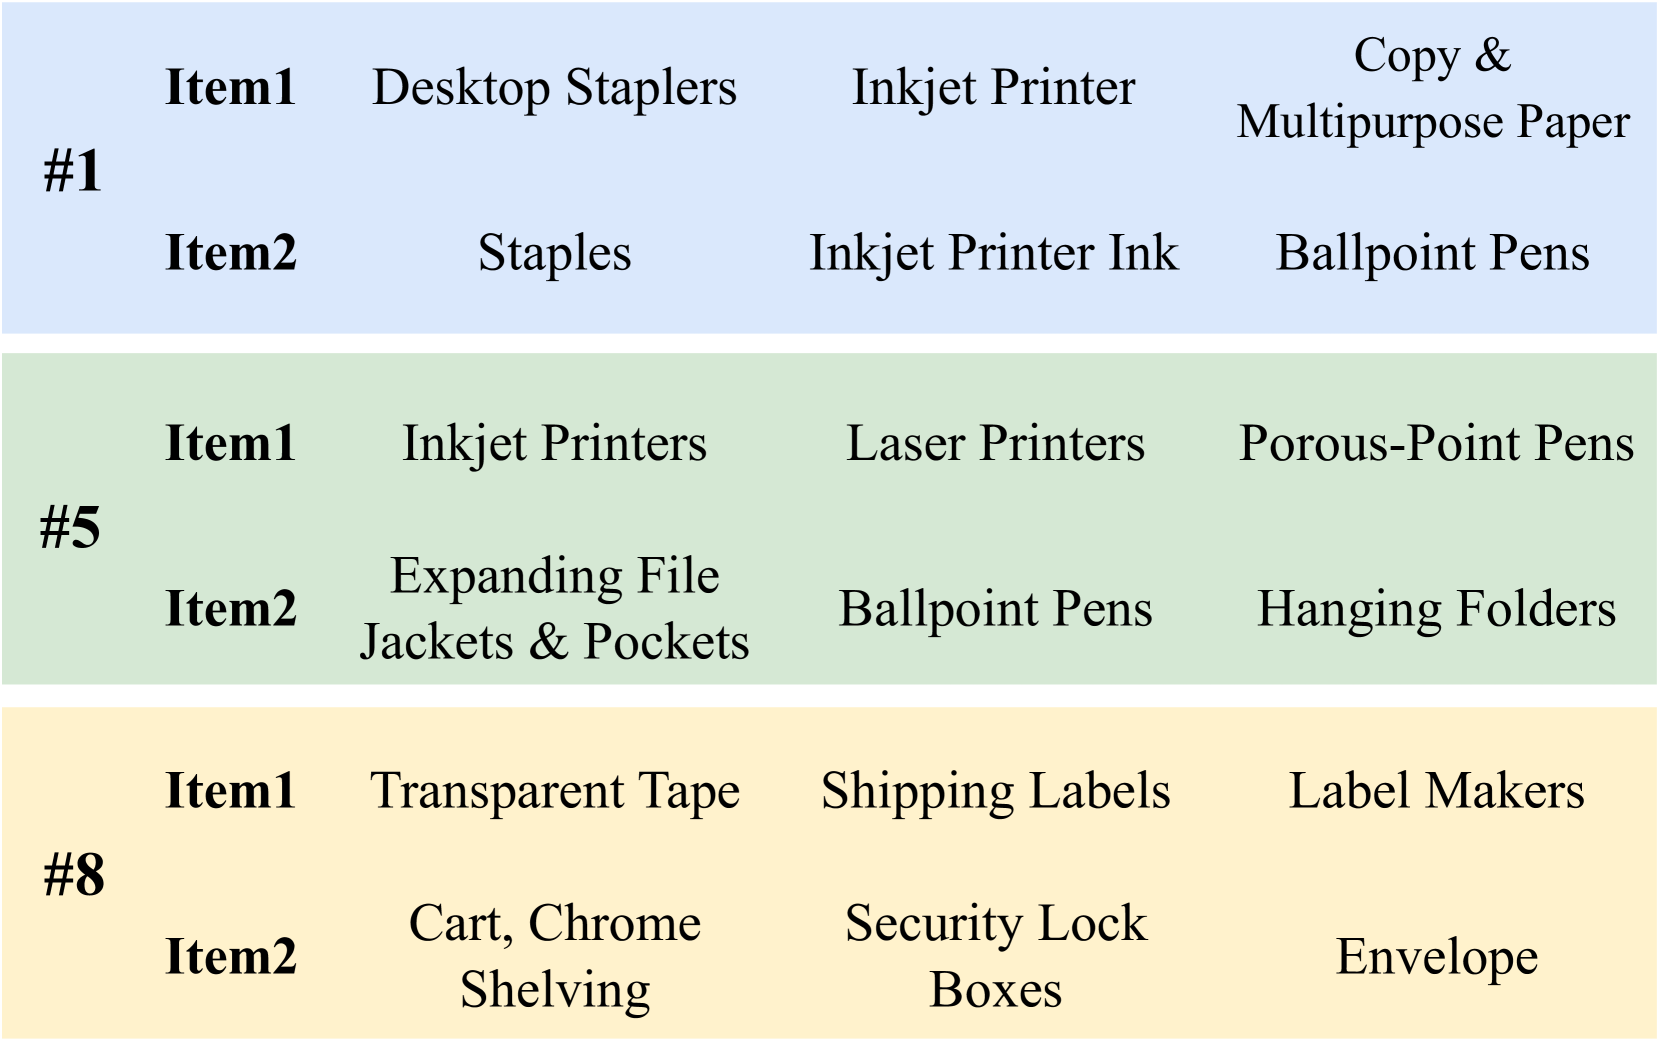 Item1 Desktop Staplers Inkjet Printer Copy &
Multipurpose Paper
#1
Item2 Staples Inkjet Printer Ink Ballpoint Pens
Item1 Inkjet Printers Laser Printers Porous-Point Pens
#5
Item2 Expanding File
Jackets & Pockets Ballpoint Pens Hanging Folders
Item1 Transparent Tape Shipping Labels Label Makers
#8
Item2 Cart, Chrome
Shelving Security Lock
Boxes Envelope